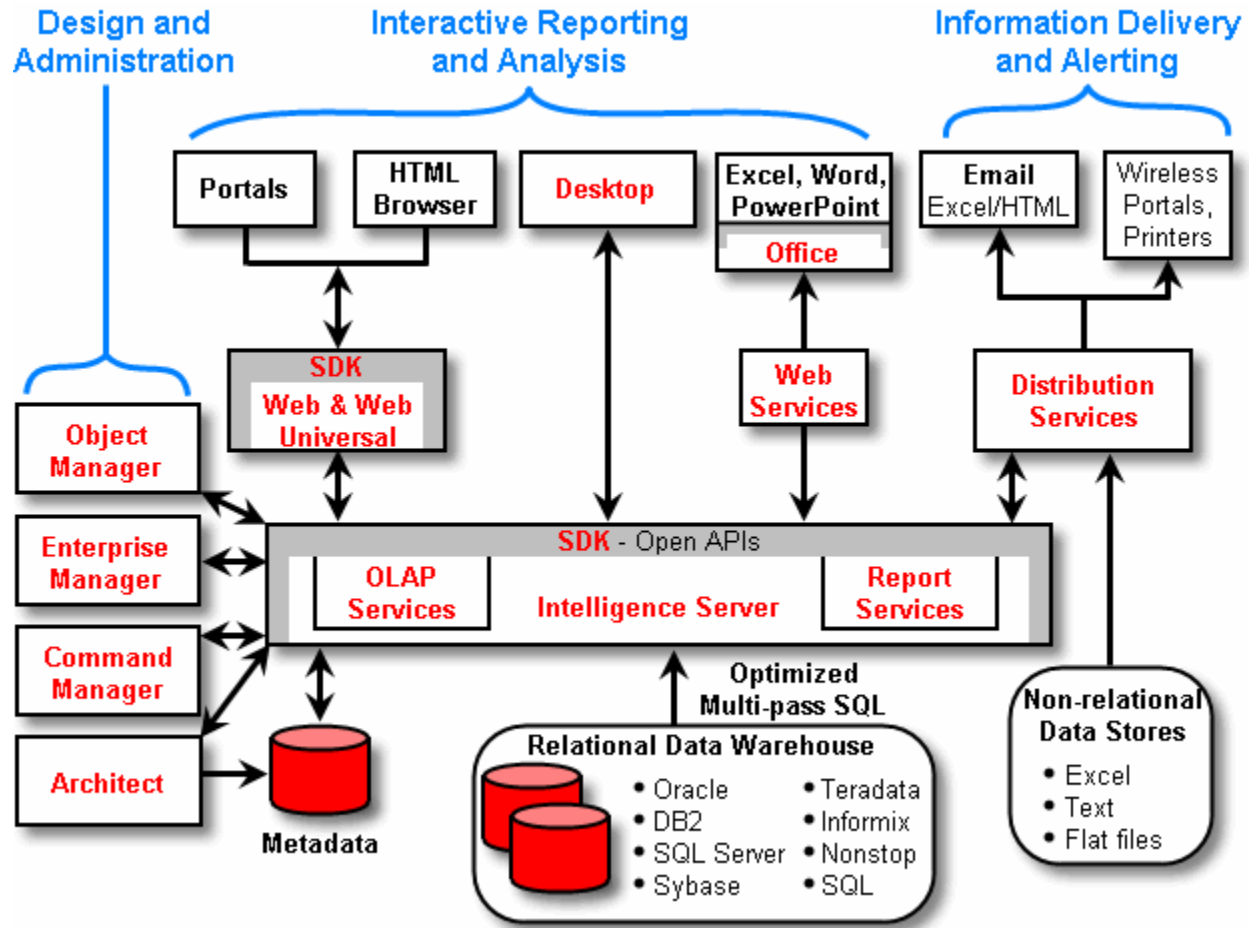 Design and
Administration
Interactive Reporting
and Analysis
Information Delivery
and Alerting
Portals
HTML
Browser
Desktop
Excel, Word,
PowerPoint
Office
Email
Excel/HTML
Wireless
Portals,
Printers
SDK
Web & Web
Universal
Web
Services
Distribution
Services
Object
Manager
Enterprise
Manager
Command
Manager
Architect
SDK - Open APIs
OLAP
Services
Intelligence Server
Report
Services
Metadata
Optimized
Multi-pass SQL
Relational Data Warehouse
• Oracle
• DB2
• SQL Server
• Sybase
• Teradata
• Informix
• Nonstop
• SQL
Non-relational
Data Stores
• Excel
• Text
• Flat files